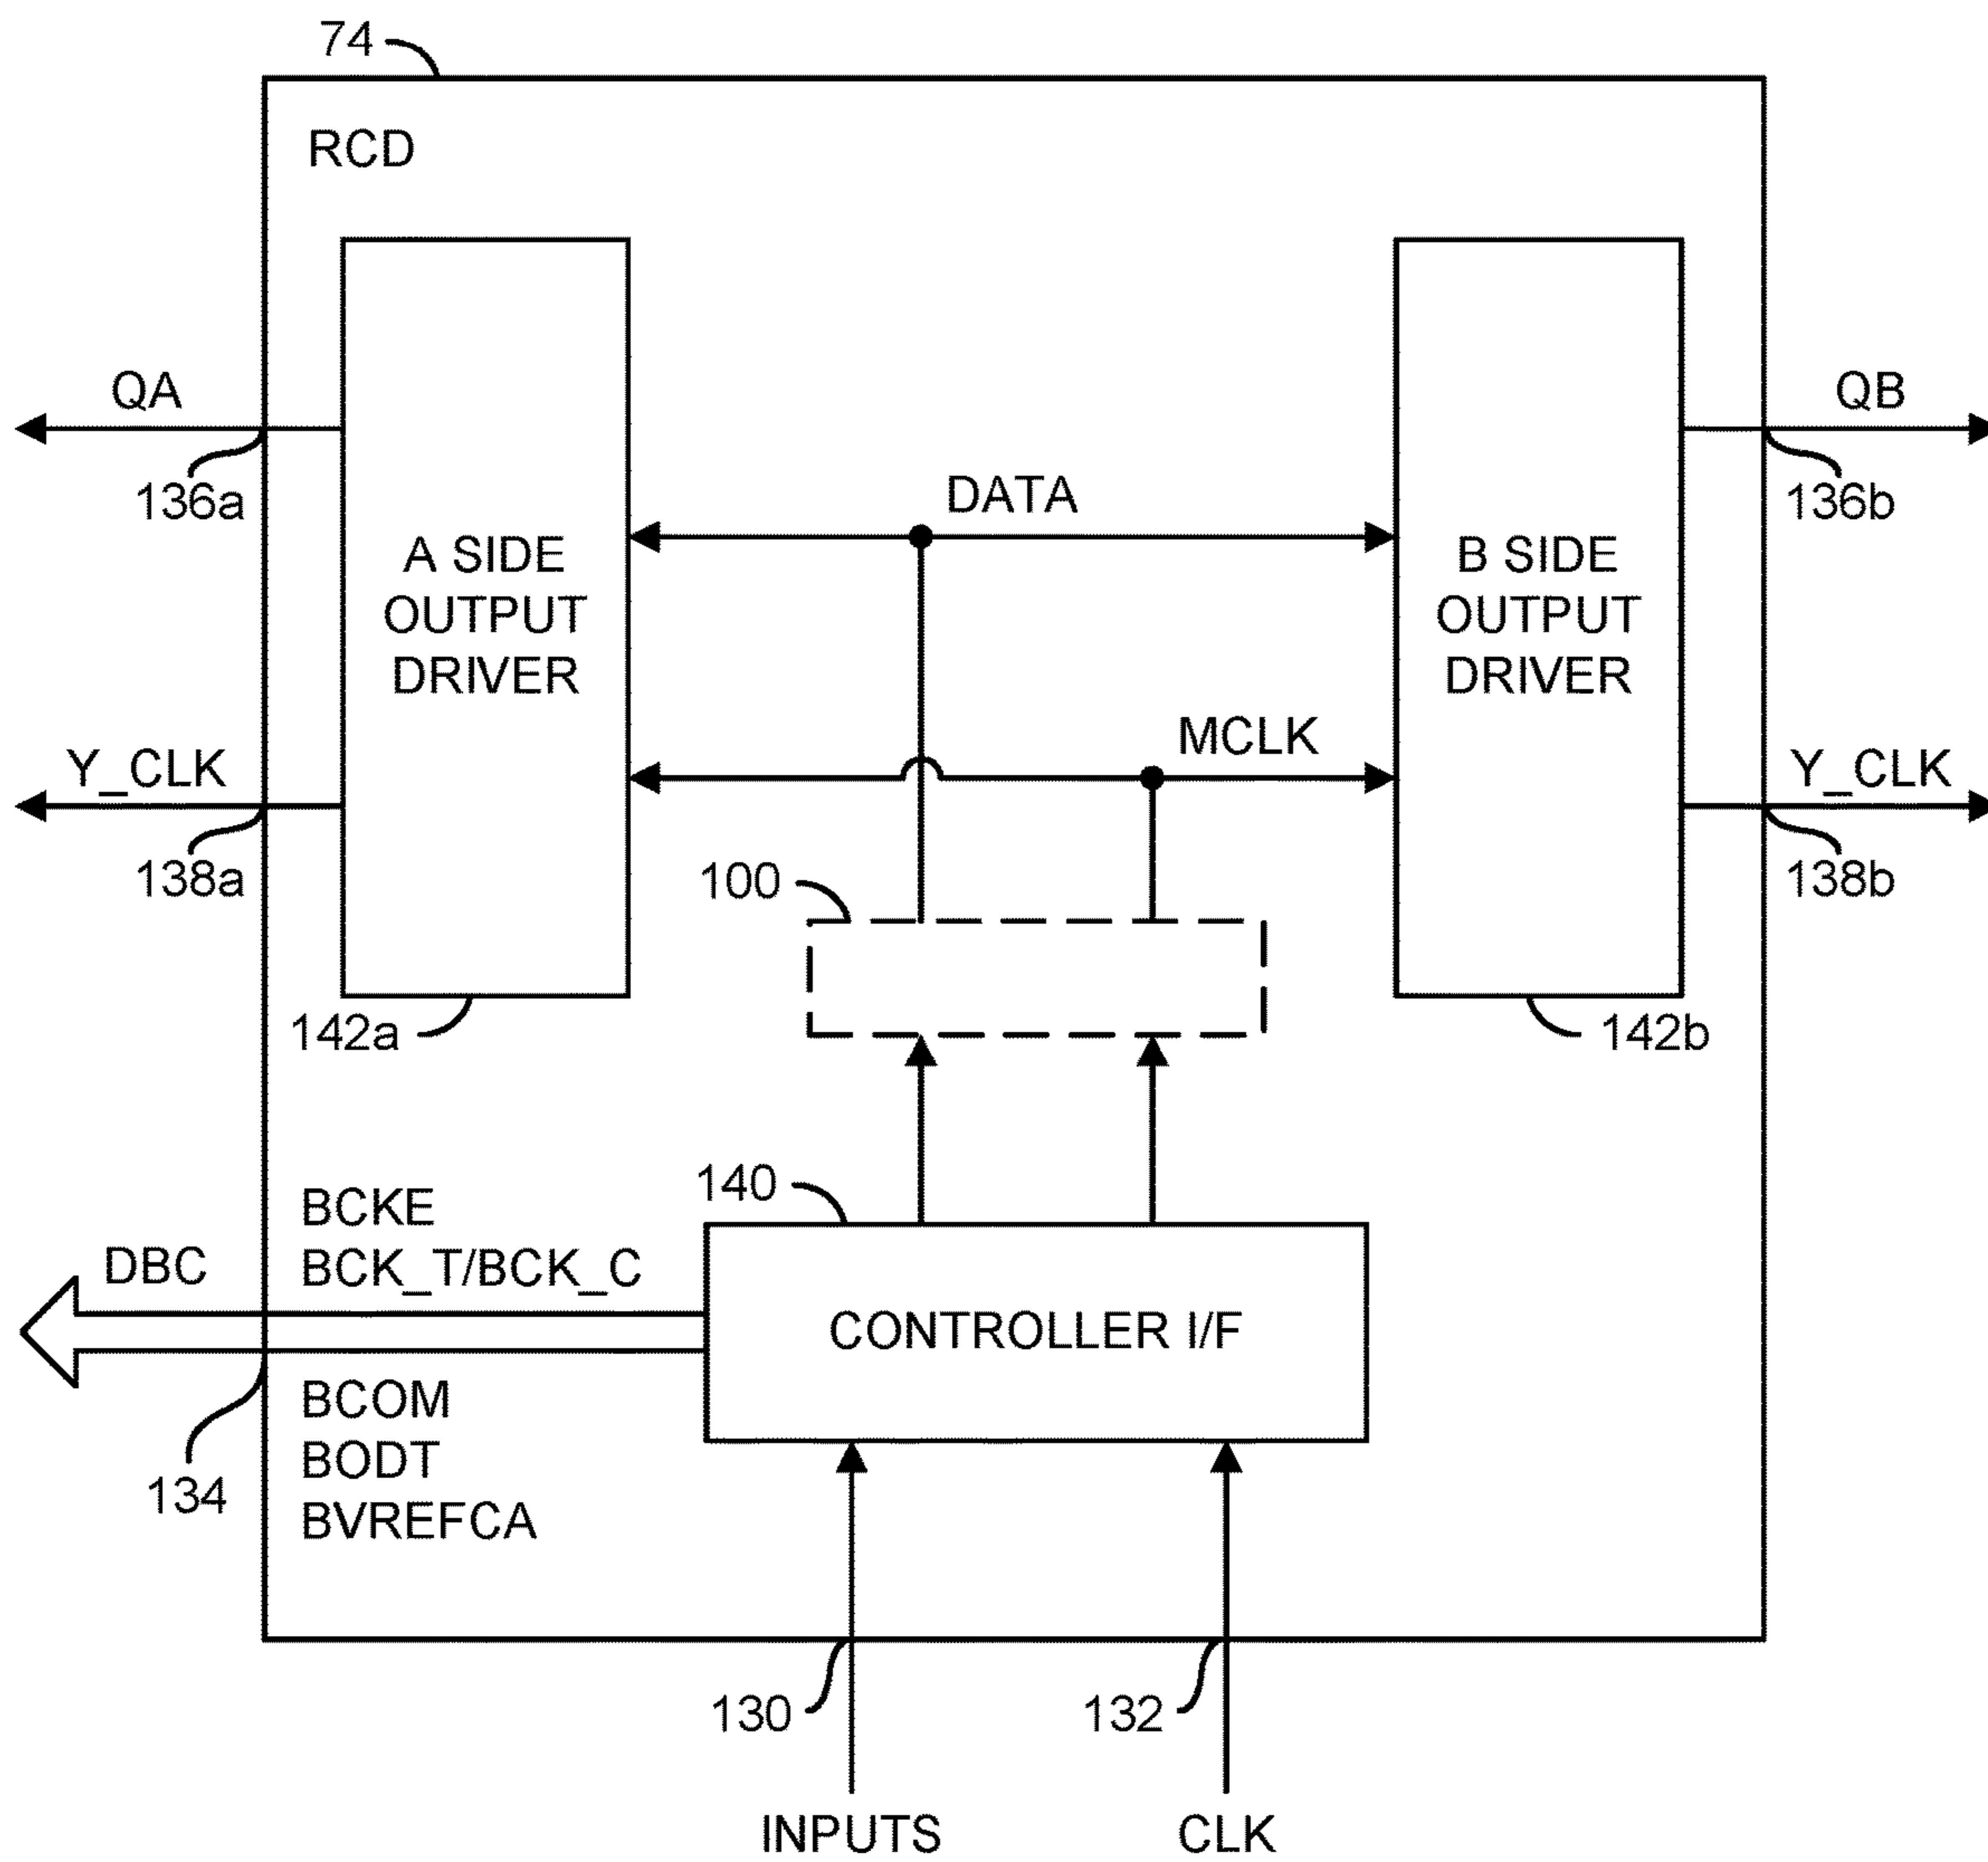 74
RCD
QA
QB
136a
DATA
136b
A SIDE
OUTPUT
DRIVER
B SIDE
OUTPUT
DRIVER
MCLK
Y_CLK
Y_CLK
138a
100
138b
142a
142b
140
BCKE
BCK_T/BCK_C
DBC
CONTROLLER I/F
BCOM
BODT
BVREFCA
134
130
132
INPUTS
CLK